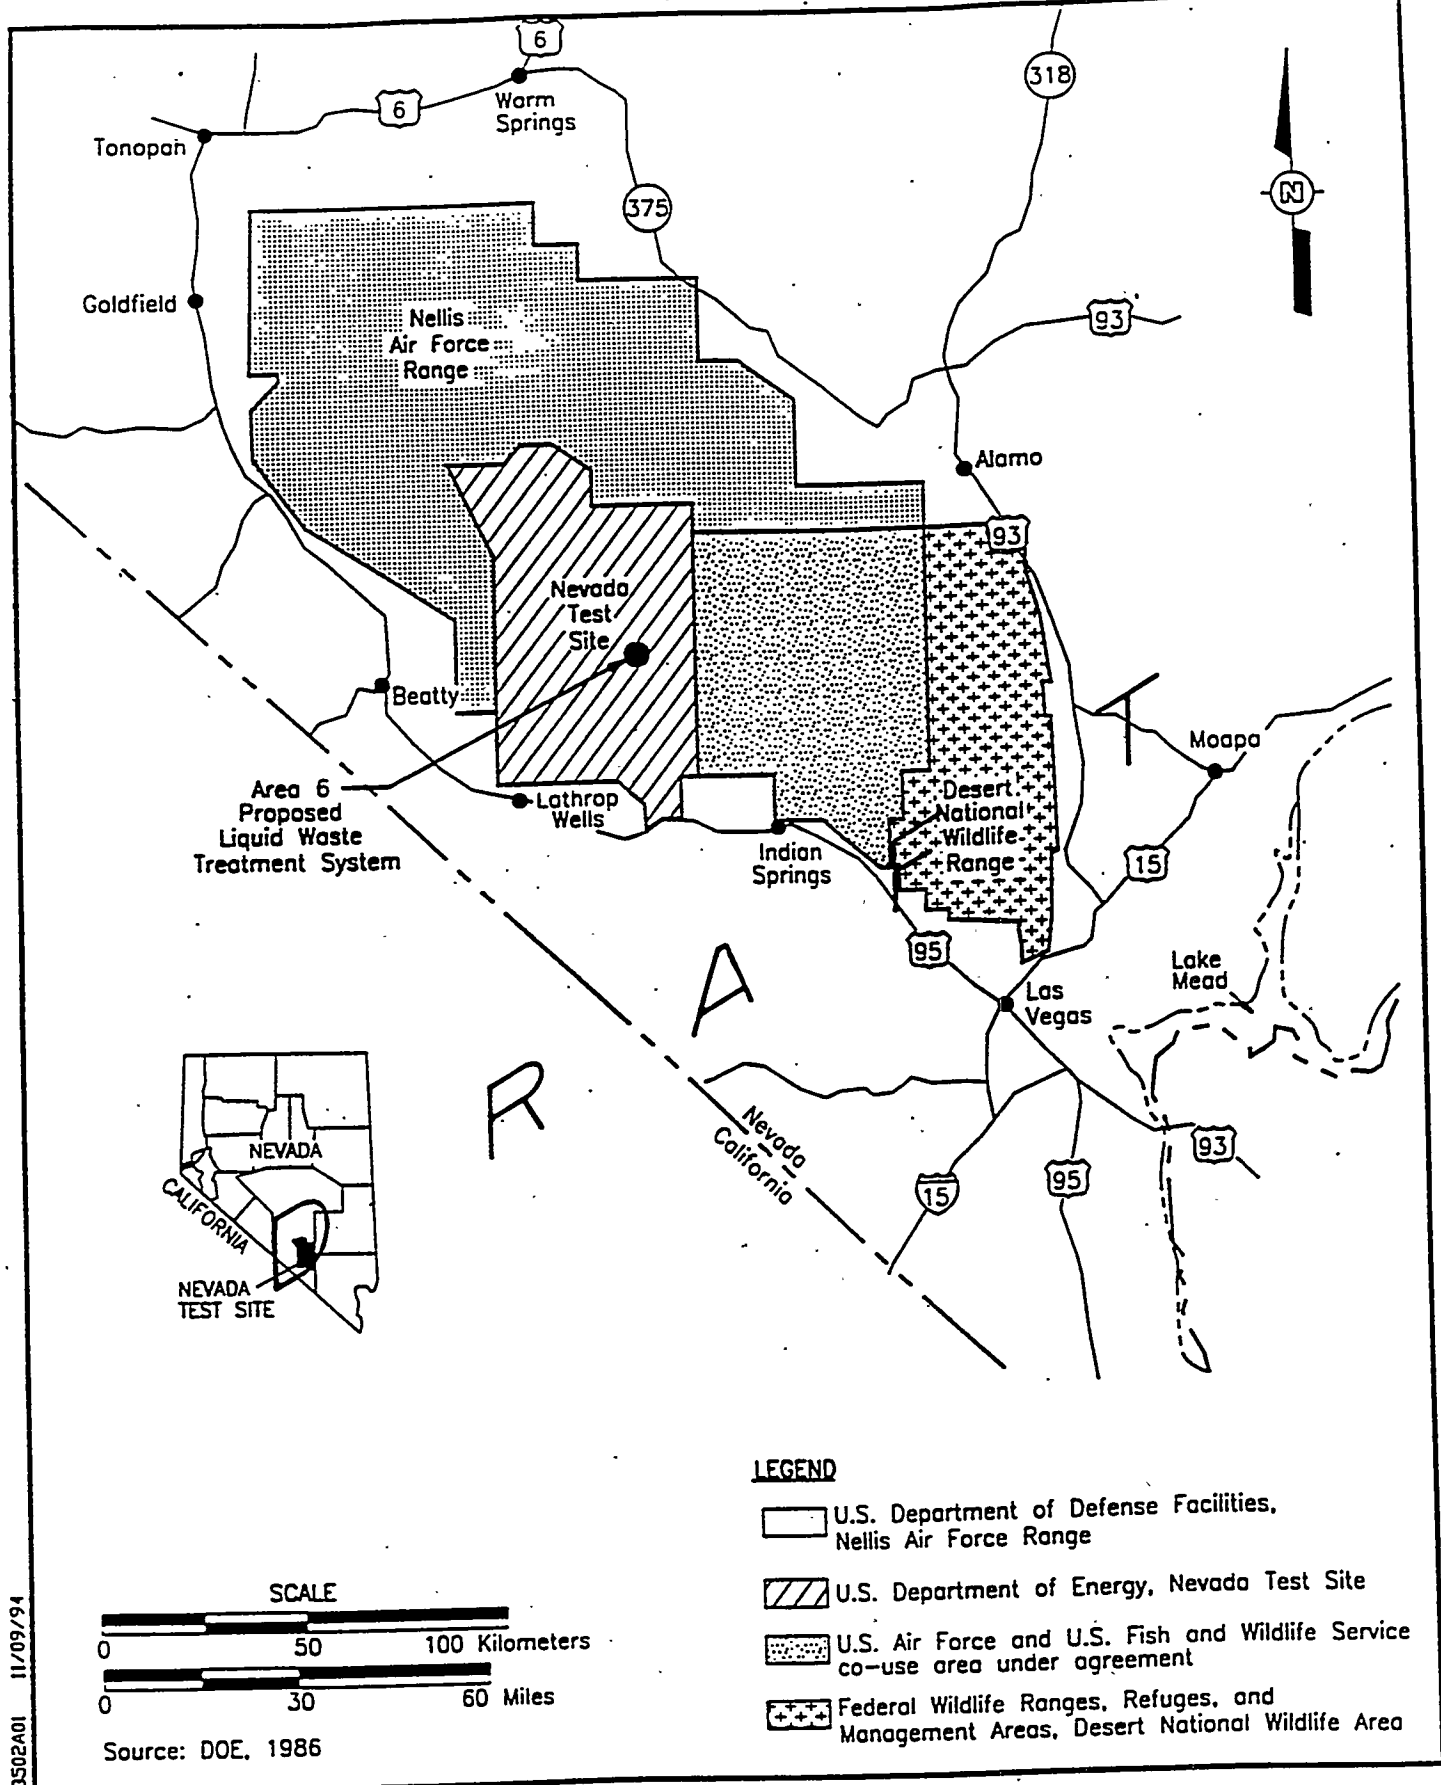 6
318
6
Warm
Springs
Tonopah
N
375
Goldfield
93
Nellis
Air Force
Range
Alamo
93
Nevada
Test
Site
Beatty
Moapa
Area 6
Proposed
Liquid Waste
Treatment System
Lathrop
Wells
Desert
National
Wildlife
Range
Indian
Springs
15
95
Lake
Mead
Las
Vegas
D
R
A
F
T
Nevada
California
93
15
95
NEVADA
CALIFORNIA
NEVADA
TEST SITE
LEGEND
U.S. Department of Defense Facilities,
Nellis Air Force Range
U.S. Department of Energy, Nevada Test Site
U.S. Air Force and U.S. Fish and Wildlife Service
co-use area under agreement
Federal Wildlife Ranges, Refuges, and
Management Areas, Desert National Wildlife Area
SCALE
0 50 100 Kilometers
0 30 60 Miles
Source: DOE, 1986
3502A01 11/09/94